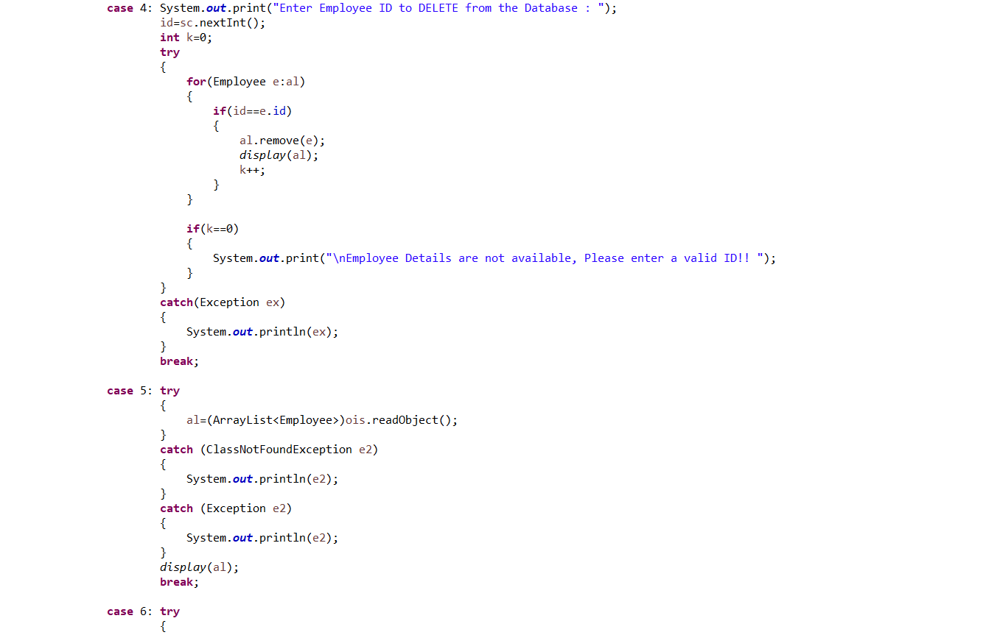 case 4: System.out.print("Enter Employee ID to DELETE from the Database : ");
id=sc.nextInt();
int k=0;
try
{
for(Employee e:al)
{
if(id==e.id)
{
al.remove(e);
display(al);
k++;
}
}
if(k==0)
{
System.out.print("\nEmployee Details are not available, Please enter a valid ID!! ");
}
}
catch(Exception ex)
{
System.out.println(ex);
}
break;
case 5: try
{
al=(ArrayList<Employee>)ois.readObject();
}
catch (ClassNotFoundException e2)
{
System.out.println(e2);
}
catch (Exception e2)
{
System.out.println(e2);
}
display(al);
break;
case 6: try
{